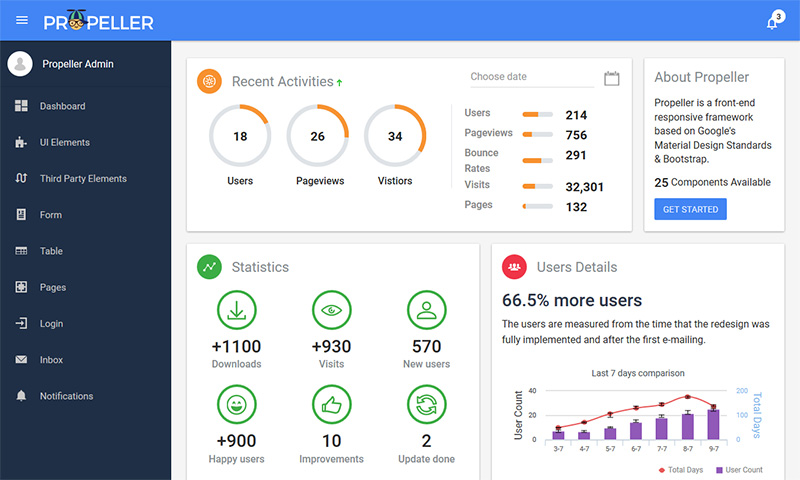 PROPELLER
3
Propeller Admin
Dashboard
UI Elements
Third Party Elements
Form
Table
Pages
Login
Inbox
Notifications
Recent Activities
Choose date
18
26
34
Users
Pageviews
Vistiors
Users 214
Pageviews 756
Bounce
Rates 291
Visits 32,301
Pages 132
About Propeller
Propeller is a front-end
responsive framework
based on Google's
Material Design Standards
& Bootstrap.
25 Components Available
GET STARTED
Statistics
+1100
+930
570
Downloads
Visits
New users
+900
10
2
Happy users
Improvements
Update done
Users Details
66.5% more users
The users are measured from the time that the redesign was
fully implemented and after the first e-mailing.
Last 7 days comparison
User Count
40
20
0
200
100
0
Total Days
3-7 4-7 5-7 6-7 7-7 8-7 9-7
Total Days User Count